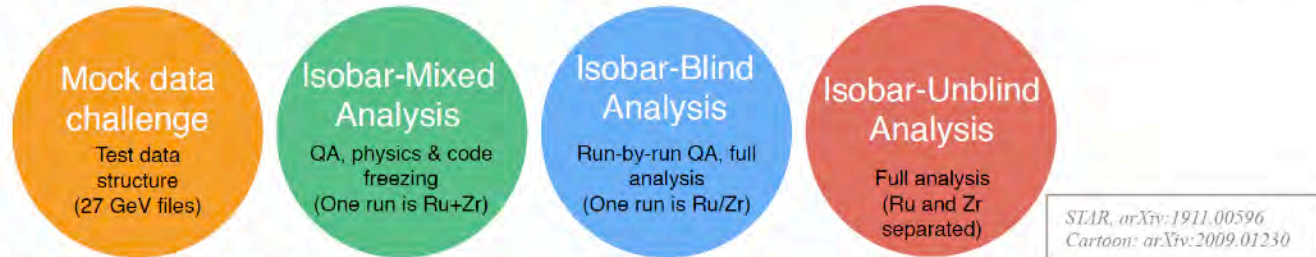 Mock data
challenge
Test data
structure
(27 GeV files)
Isobar-Mixed
Analysis
QA, physics & code
freezing
(One run is Ru+Zr)
Isobar-Blind
Analysis
Run-by-run QA, full
analysis
(One run is Ru/Zr)
Isobar-Unblind
Analysis
Full analysis
(Ru and Zr
separated)
STAR, arXiv:1911.00596
Cartoon: arXiv:2009.01230